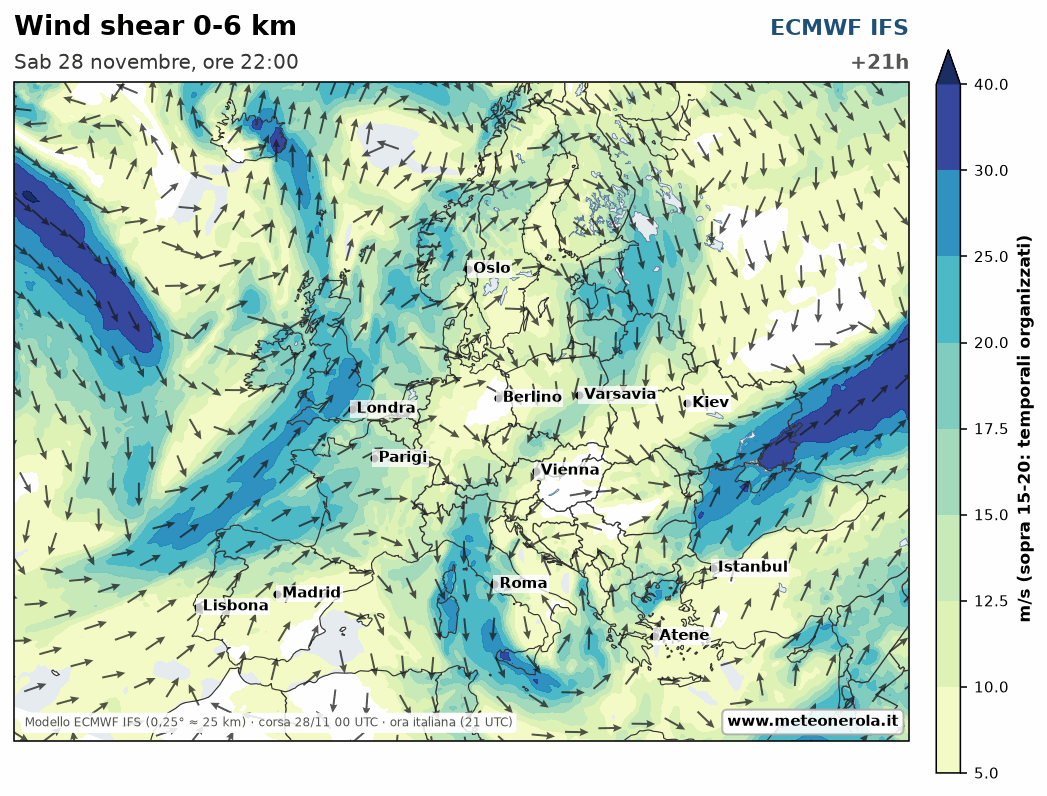 Wind shear 0-6 km
ECMWF IFS
Sab 28 novembre, ore 22:00
+21h
40.0
30.0
25.0
20.0
17.5
15.0
12.5
10.0
5.0
m/s (sopra 15-20: temporali organizzati)
Oslo
Berlino
Varsavia
Kiev
Londra
Parigi
Vienna
Istanbul
Roma
Madrid
Lisbona
Atene
Modello ECMWF IFS (0,25° ≈ 25 km) · corsa 28/11 00 UTC · ora italiana (21 UTC)
www.meteonerola.it